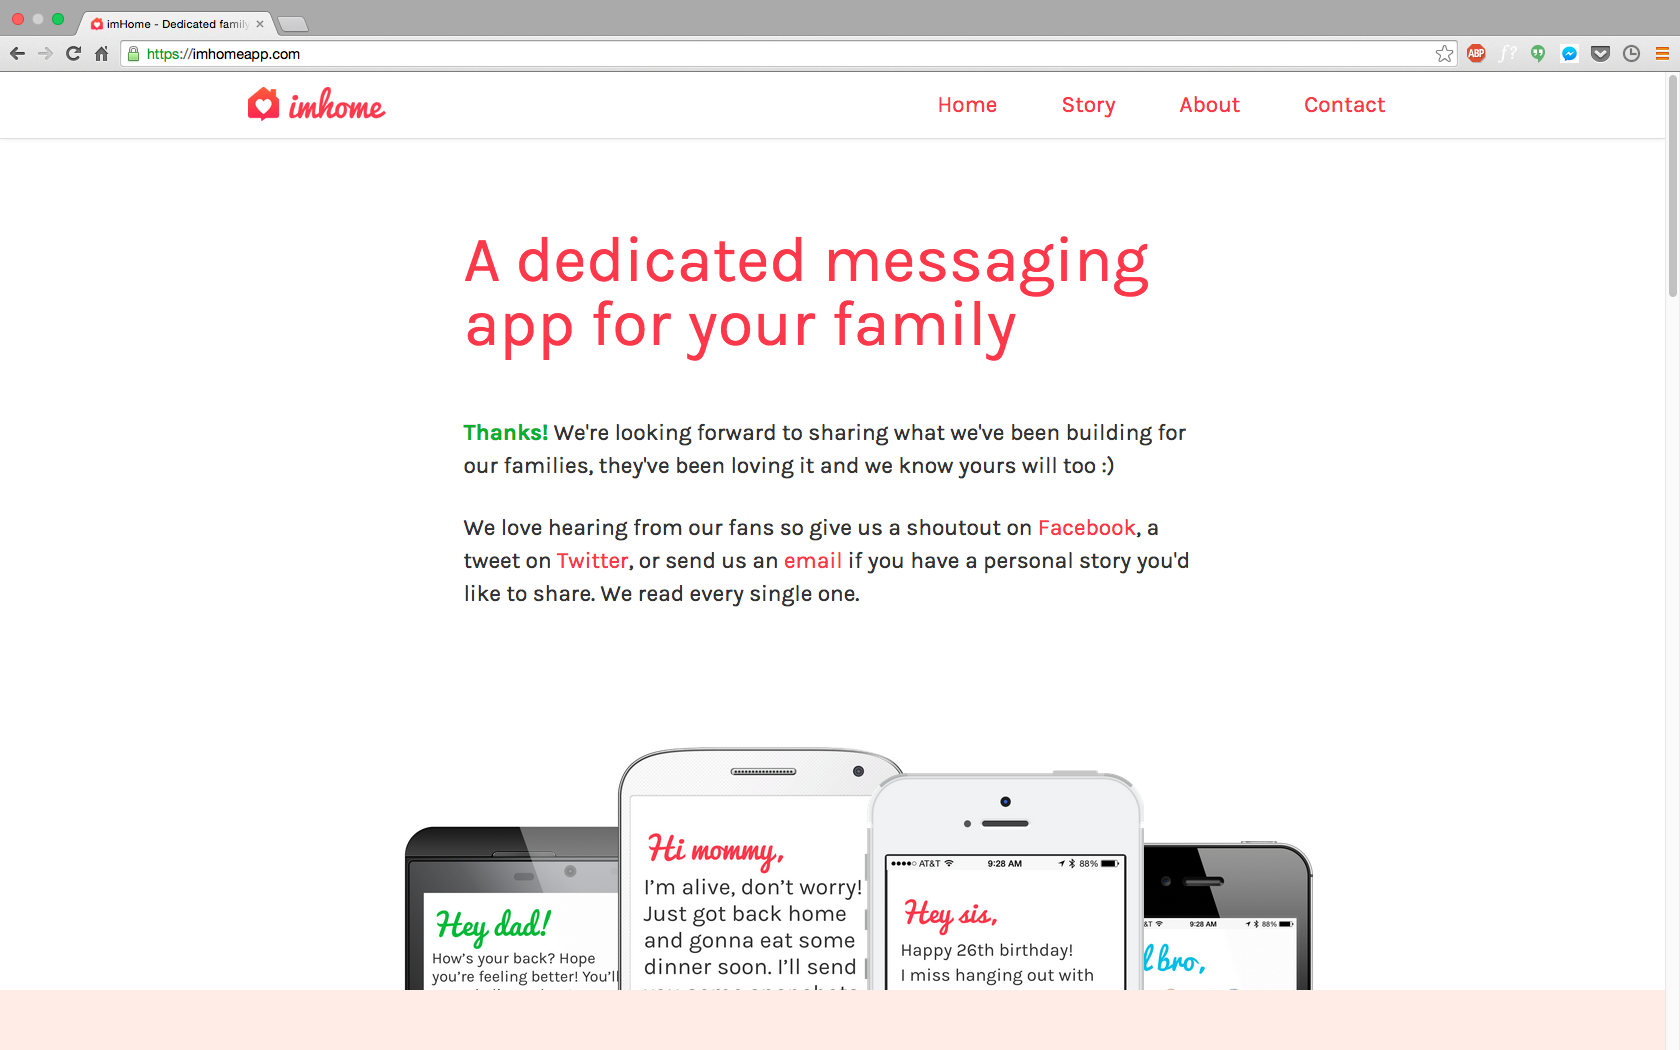 imHome - Dedicated family
https://imhomeapp.com
ABP
f?
imhome
Home
Story
About
Contact
A dedicated messaging
app for your family
Thanks! We're looking forward to sharing what we've been building for
our families, they've been loving it and we know yours will too :)
We love hearing from our fans so give us a shoutout on Facebook, a
tweet on Twitter, or send us an email if you have a personal story you'd
like to share. We read every single one.
Hey dad!
How's your back? Hope
you're feeling better! You'll
Hi mommy,
I'm alive, don't worry!
Just got back home
and gonna eat some
dinner soon. I'll send
you some snapshots
AT&T 9:28 AM 88%
Hey sis,
Happy 26th birthday!
I miss hanging out with
&T 9:28 AM 88%
bro,